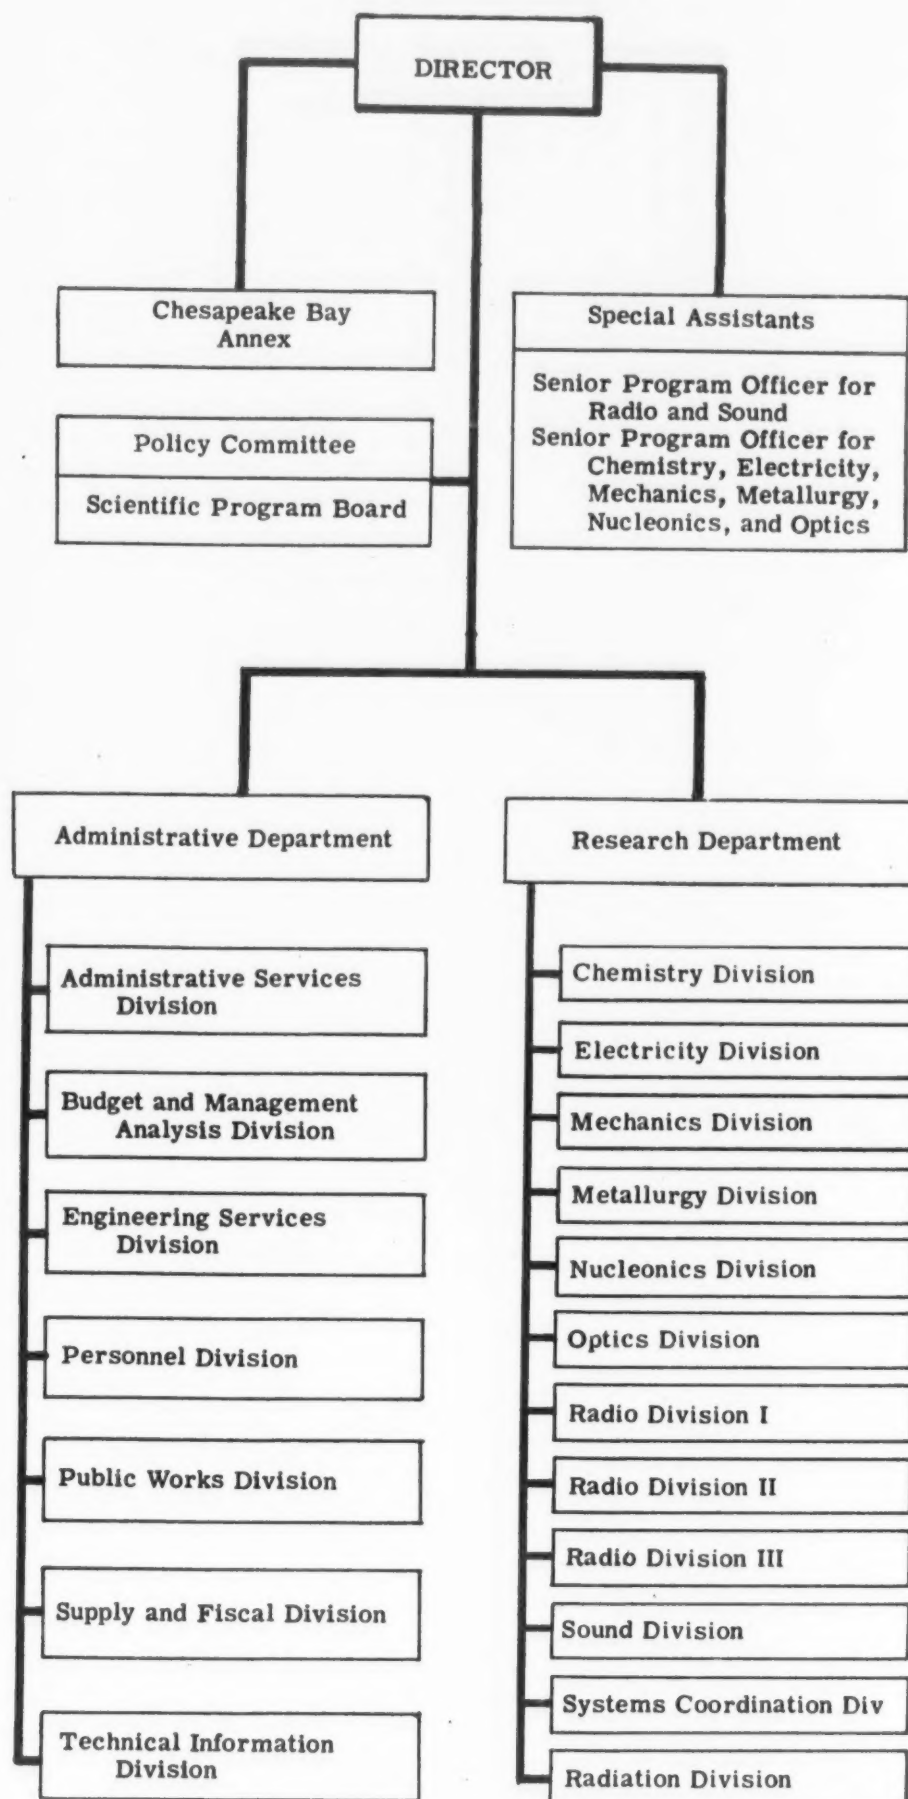 DIRECTOR
Chesapeake Bay
Annex
Policy Committee
Scientific Program Board
Special Assistants
Senior Program Officer for
Radio and Sound
Senior Program Officer for
Chemistry, Electricity,
Mechanics, Metallurgy,
Nucleonics, and Optics
Administrative Department
Administrative Services
Division
Budget and Management
Analysis Division
Engineering Services
Division
Personnel Division
Public Works Division
Supply and Fiscal Division
Technical Information
Division
Research Department
Chemistry Division
Electricity Division
Mechanics Division
Metallurgy Division
Nucleonics Division
Optics Division
Radio Division I
Radio Division II
Radio Division III
Sound Division
Systems Coordination Div
Radiation Division